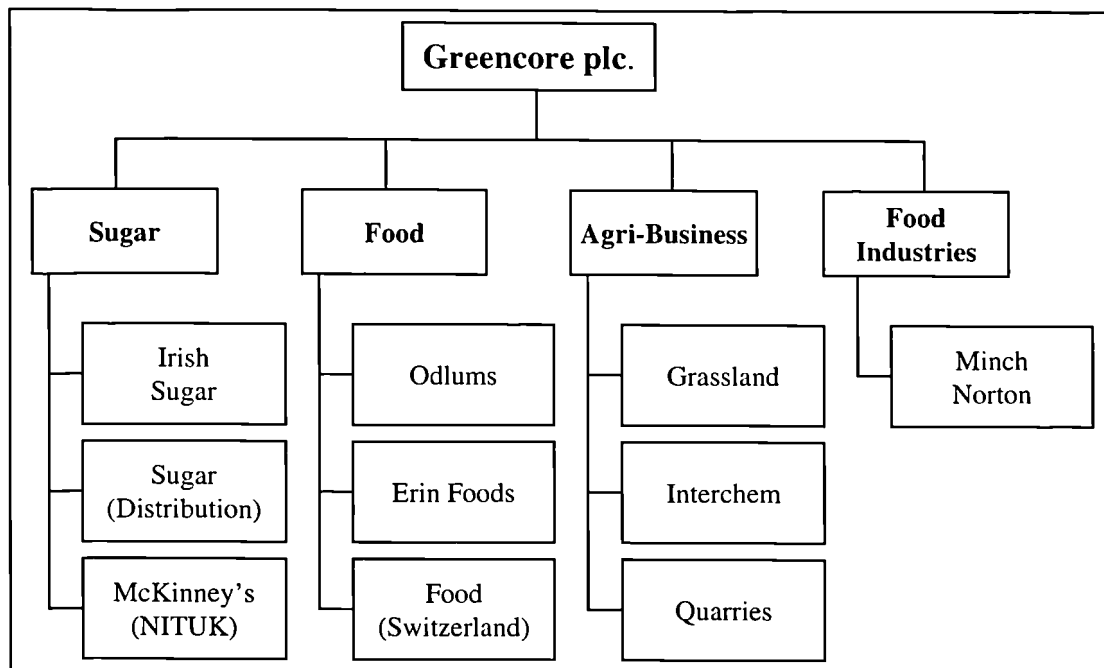 Greencore plc.
Sugar
Food
Agri-Business
Food
Industries
Irish
Sugar
Odlums
Grassland
Minch
Norton
Sugar
(Distribution)
Erin Foods
Interchem
McKinney's
(NITUK)
Food
(Switzerland)
Quarries